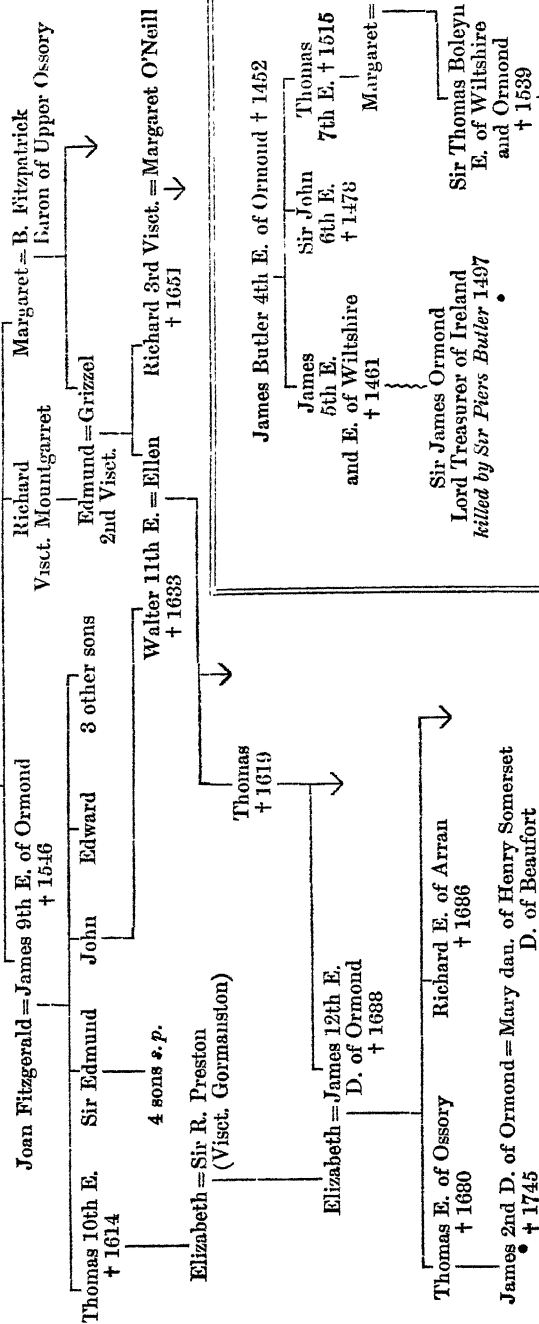 Margaret = B. Fitzpatrick
Baron of Upper Ossory
Richard
Visct. Mountgarret
Joan Fitzgerald = James 9th E. of Ormond
† 1546
Edmund = Grizzel
2nd Visct.
Richard 3rd Visct. = Margaret O'Neill
† 1651
Thomas 10th E.
† 1614
Sir Edmund
John
Edward
3 other sons
4 sons s.p.
Walter 11th E. = Ellen
† 1633
Elizabeth = Sir R. Preston
(Visct. Gormanston)
Thomas
† 1619
Elizabeth = James 12th E.
D. of Ormond
† 1688
Thomas E. of Ossory
† 1680
Richard E. of Arran
† 1686
James 2nd D. of Ormond = Mary dau. of Henry Somerset
† 1745
D. of Beaufort
James Butler 4th E. of Ormond † 1452
James
5th E.
and E. of Wiltshire
† 1461
Sir John
6th E.
† 1478
Thomas
7th E. † 1515
Margaret =
Sir James Ormond
Lord Treasurer of Ireland
killed by Sir Piers Butler 1497
Sir Thomas Boleyn
E. of Wiltshire
and Ormond
† 1539